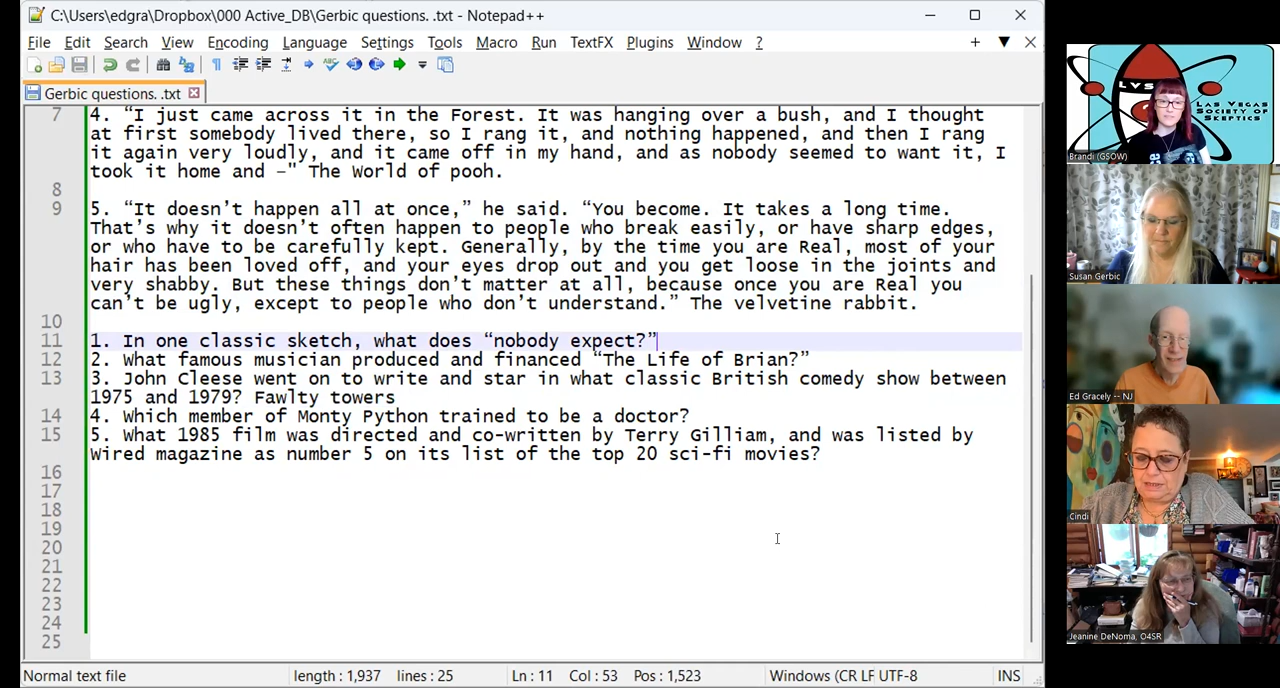 C:\Users\edgra\Dropbox\000 Active_DB\Gerbic questions. .txt - Notepad++
File Edit Search View Encoding Language Settings Tools Macro Run TextFX Plugins Window ?
Gerbic questions. .txt
7 4. “I just came across it in the Forest. It was hanging over a bush, and I thought
at first somebody lived there, so I rang it, and nothing happened, and then I rang
it again very loudly, and it came off in my hand, and as nobody seemed to want it, I
took it home and –" The World of pooh.
8
9 5. “It doesn’t happen all at once,” he said. “You become. It takes a long time.
That’s why it doesn’t often happen to people who break easily, or have sharp edges,
or who have to be carefully kept. Generally, by the time you are Real, most of your
hair has been loved off, and your eyes drop out and you get loose in the joints and
very shabby. But these things don’t matter at all, because once you are Real you
can’t be ugly, except to people who don’t understand.” The velvetine rabbit.
10
11 1. In one classic sketch, what does “nobody expect?”
12 2. What famous musician produced and financed “The Life of Brian?”
13 3. John Cleese went on to write and star in what classic British comedy show between
1975 and 1979? Fawlty towers
14 4. Which member of Monty Python trained to be a doctor?
15 5. What 1985 film was directed and co-written by Terry Gilliam, and was listed by
Wired magazine as number 5 on its list of the top 20 sci-fi movies?
16
17
18
19
20
21
22
23
24
25
Normal text file length : 1,937 lines : 25 Ln : 11 Col : 53 Pos : 1,523 Windows (CR LF UTF-8 INS
LVS
LAS VEGAS
SOCIETY OF
SKEPTICS
Brandi (GSOW)
Susan Gerbic
Ed Gracely -- NJ
Cindi
Jeanine DeNoma, O4SR